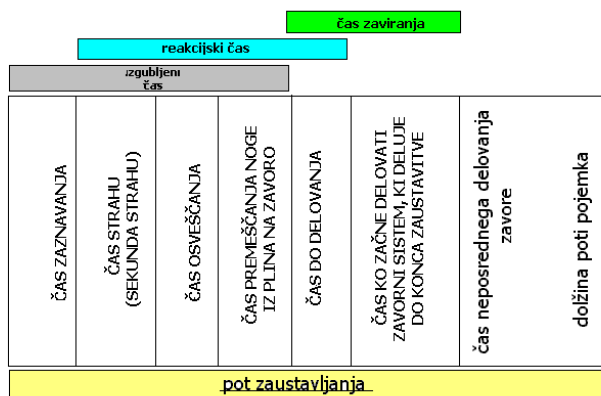 čas zaviranja
reakcijski čas
izgubljeni
čas
ČAS ZAZNAVANJA
ČAS STRAHU
(SEKUNDA STRAHU)
ČAS OSVEŠČANJA
ČAS PREMEŠČANJA NOGE
IZ PLINA NA ZAVORO
ČAS DO DELOVANJA
ČAS KO ZAČNE DELOVATI
ZAVORNI SISTEM, KI DELUJE
DO KONCA ZAUSTAVITVE
čas neposrednega delovanja
zavore
dolžina poti pojemka
pot zaustavljanja